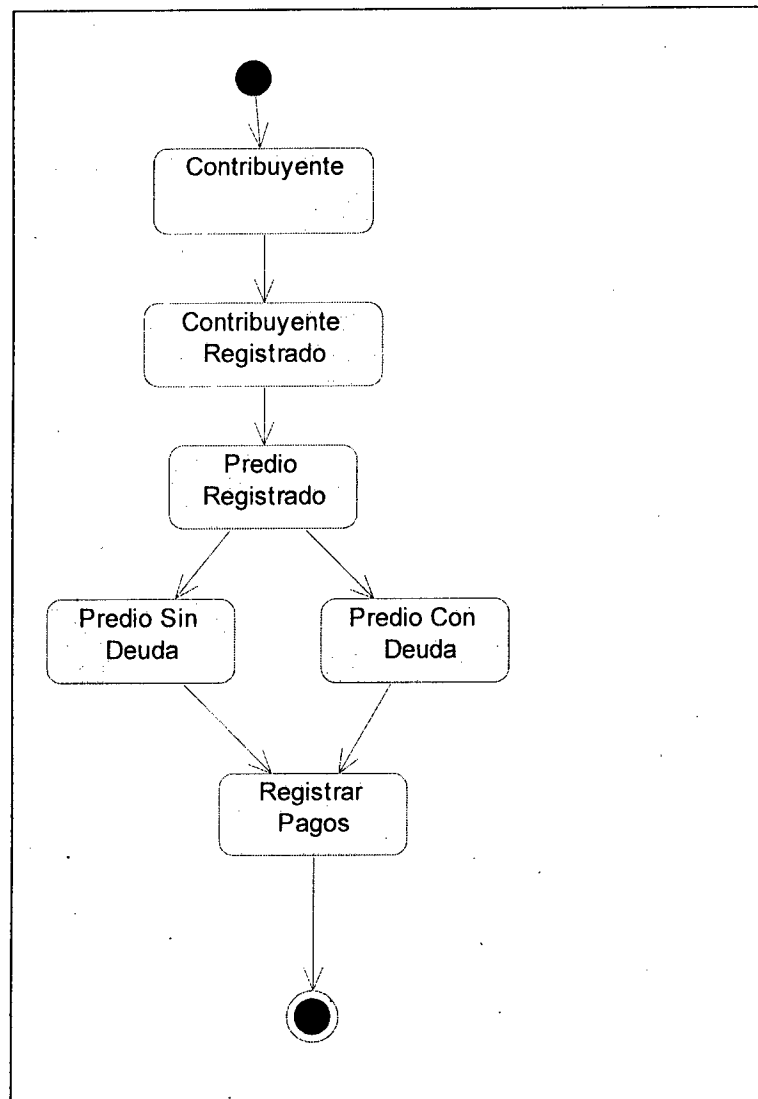 Contribuyente
Contribuyente
Registrado
Predio
Registrado
Predio Sin
Deuda
Predio Con
Deuda
Registrar
Pagos